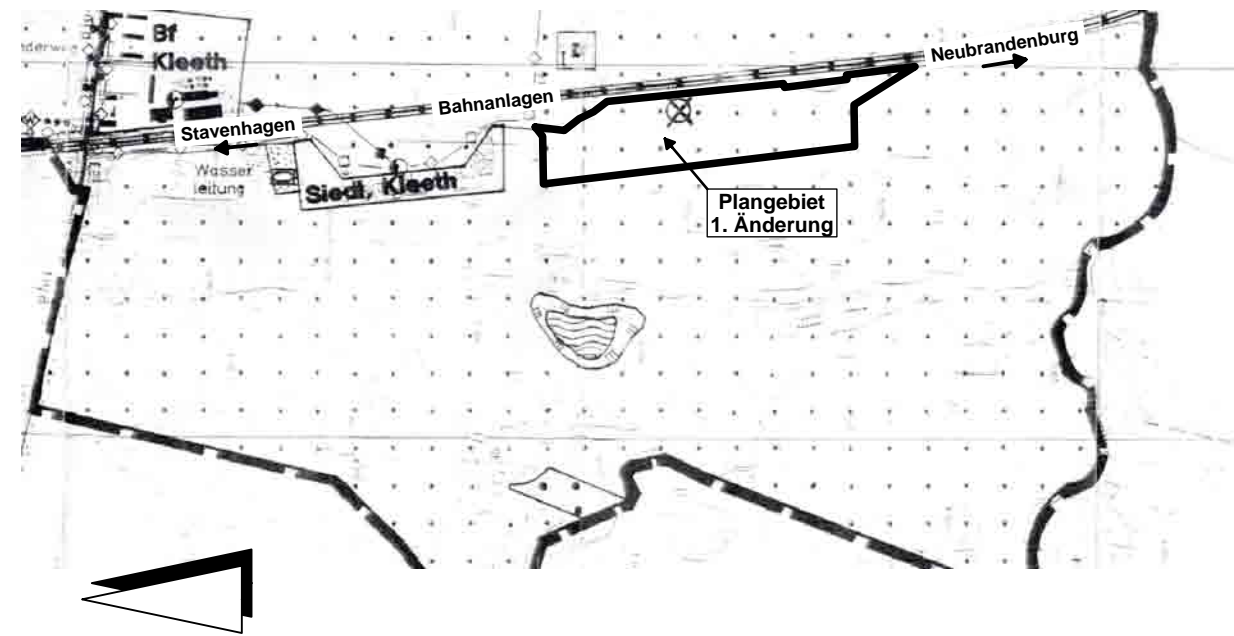 Bf
Kleeth
Neubrandenburg
Bahnanlagen
Stavenhagen
Wasser
leitung
Siedl. Kleeth
Plangebiet
1. Änderung